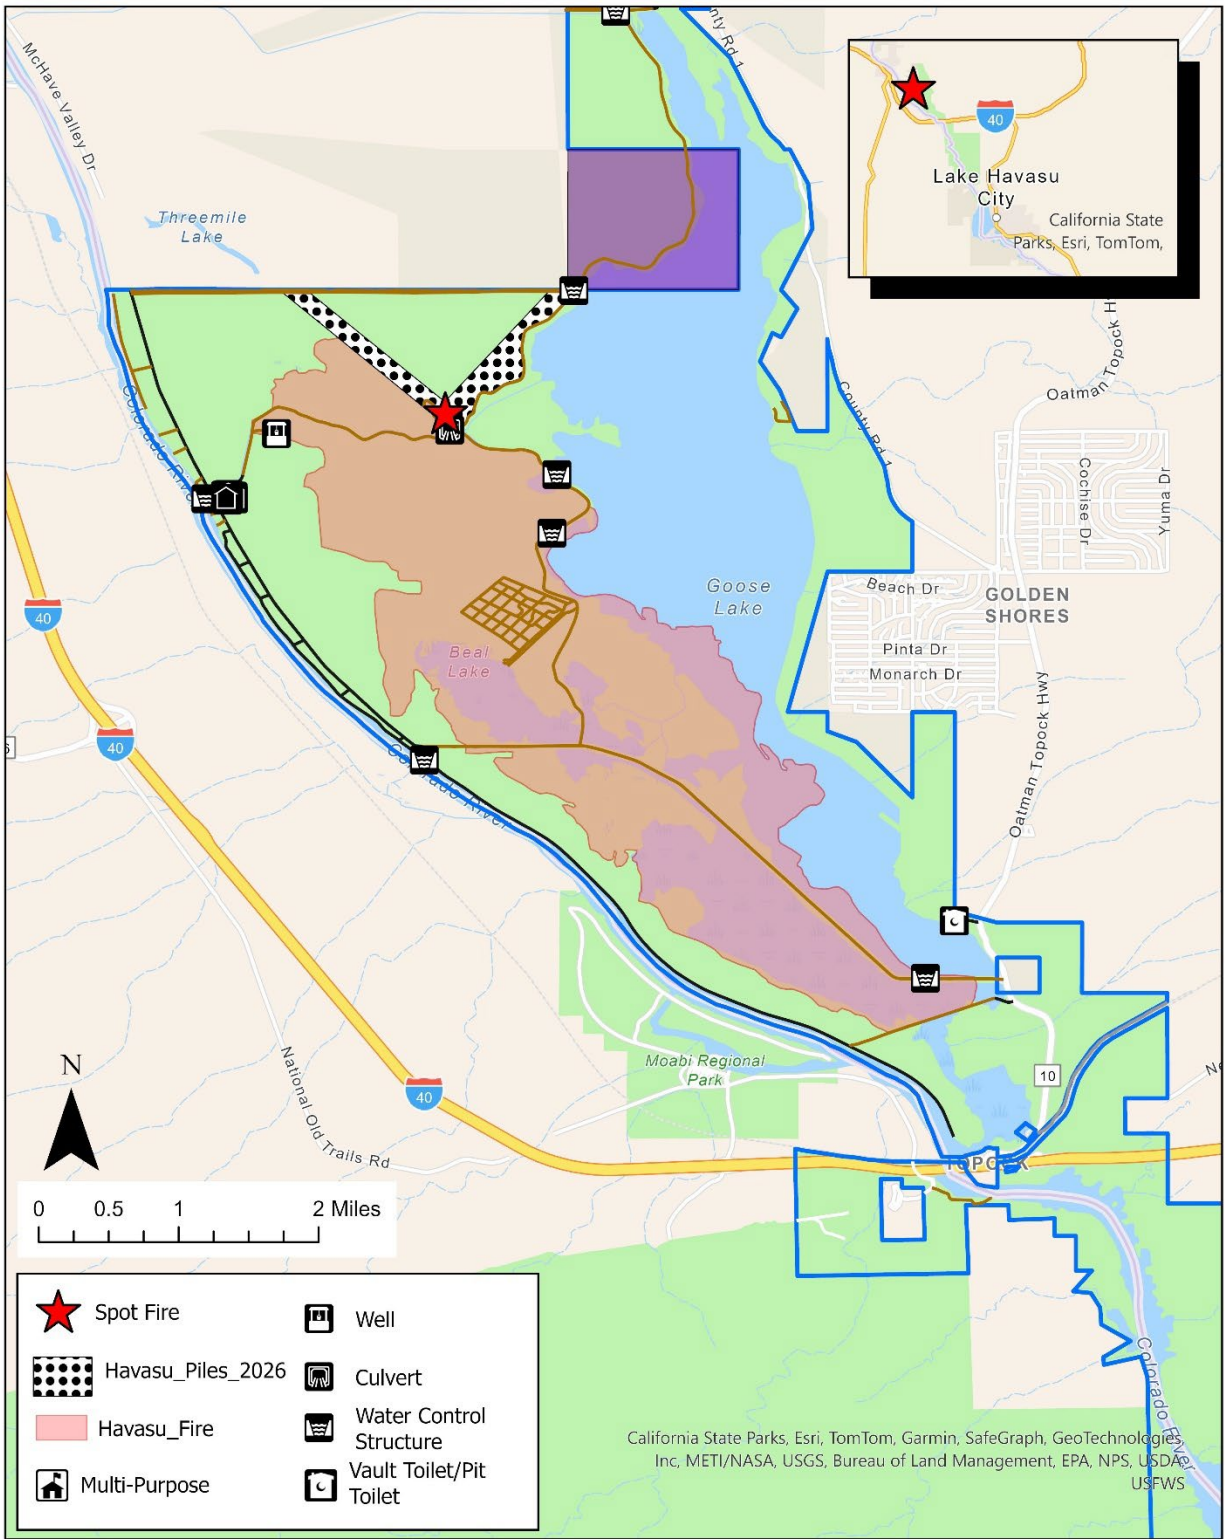 McHave Valley Dr
nty Rd 1
Threemile
Lake
40
Lake Havasu
City
California State
Parks, Esri, TomTom,
Oatman Topock H
Colorado Rive
County Rd 1
Cochise Dr
Yuma Dr
Goose
Lake
Beach Dr
GOLDEN
SHORES
40
Beal
Lake
Pinta Dr
Monarch Dr
40
Colorado River
Oatman Topock Hwy
Moabi Regional
Park
10
Ne
N
National Old Trails Rd
40
TOPOCK
0 0.5 1 2 Miles
Colorado River
Spot Fire
Havasu_Piles_2026
Havasu_Fire
Multi-Purpose
Well
Culvert
Water Control
Structure
Vault Toilet/Pit
Toilet
California State Parks, Esri, TomTom, Garmin, SafeGraph, GeoTechnologies,
Inc, METI/NASA, USGS, Bureau of Land Management, EPA, NPS, USDA,
USFWS